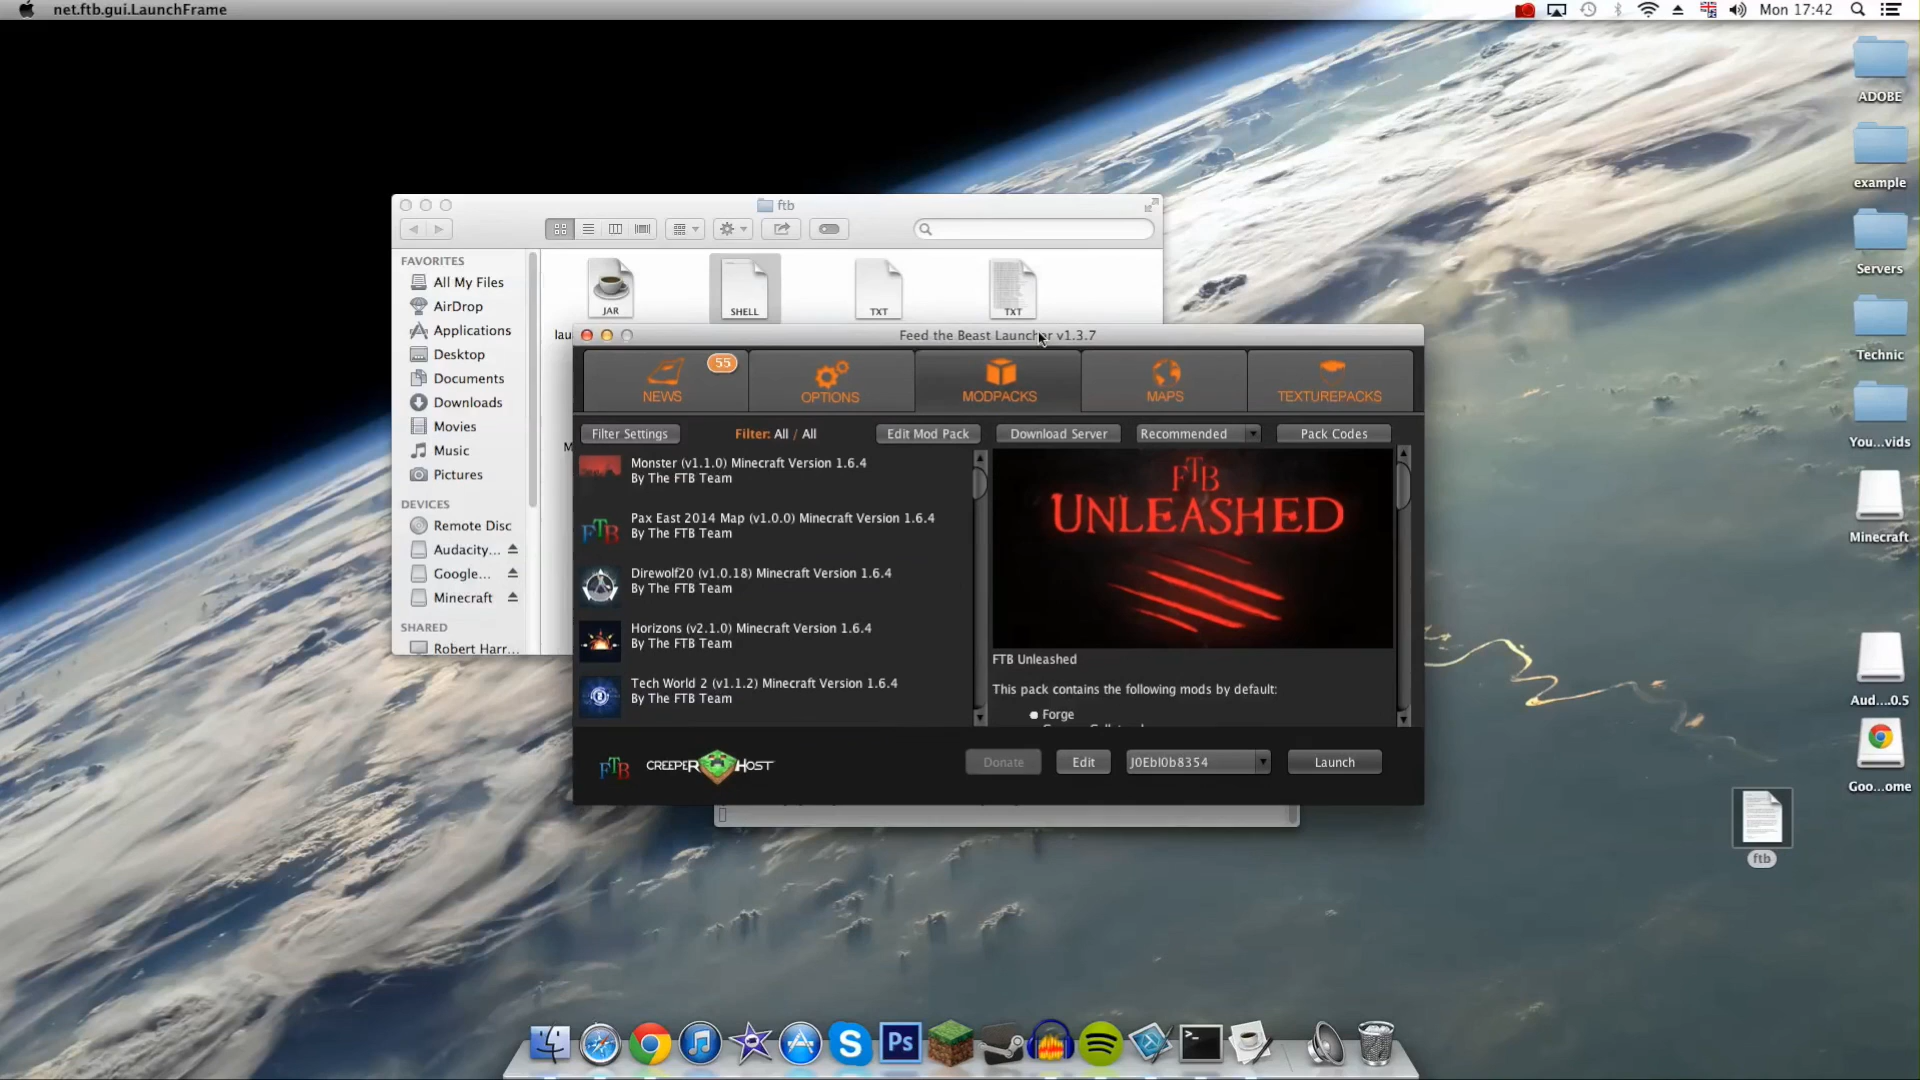 net.ftb.gui.LaunchFrame
Mon 17:42
ADOBE
example
Servers
Technic
You...vids
Minecraft
Aud....0.5
Goo...ome
ftb
ftb
FAVORITES
All My Files
AirDrop
Applications
Desktop
Documents
Downloads
Movies
Music
Pictures
DEVICES
Remote Disc
Audacity...
Google...
Minecraft
SHARED
Robert Harr...
JAR
SHELL
TXT
TXT
lau
Feed the Beast Launcher v1.3.7
NEWS
55
OPTIONS
MODPACKS
MAPS
TEXTUREPACKS
Filter Settings
Filter: All / All
Edit Mod Pack
Download Server
Recommended
Pack Codes
Monster (v1.1.0) Minecraft Version 1.6.4
By The FTB Team
FTB
Pax East 2014 Map (v1.0.0) Minecraft Version 1.6.4
By The FTB Team
Direwolf20 (v1.0.18) Minecraft Version 1.6.4
By The FTB Team
Horizons (v2.1.0) Minecraft Version 1.6.4
By The FTB Team
Tech World 2 (v1.1.2) Minecraft Version 1.6.4
By The FTB Team
FTB
UNLEASHED
FTB Unleashed
This pack contains the following mods by default:
Forge
FTB
CREEPER HOST
Donate
Edit
J0Ebl0b8354
Launch
Ps